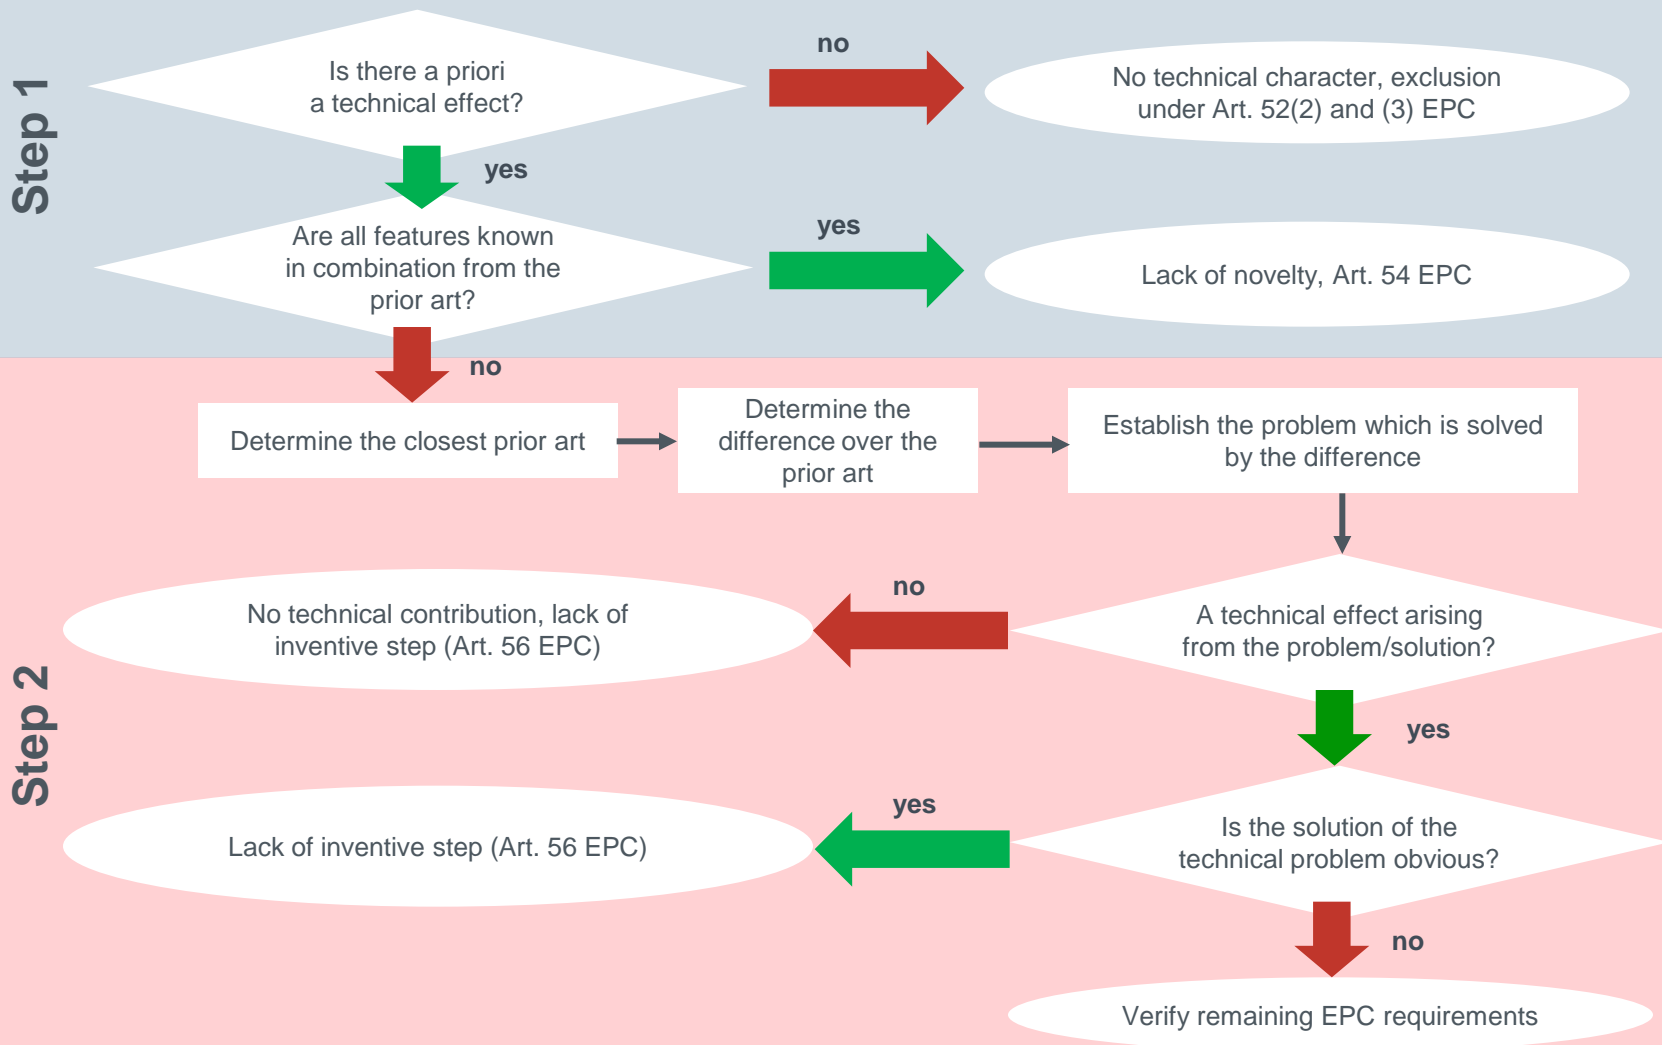 Step 1
Is there a priori
a technical effect?
no
No technical character, exclusion
under Art. 52(2) and (3) EPC
yes
Are all features known
in combination from the
prior art?
yes
Lack of novelty, Art. 54 EPC
no
Step 2
Determine the closest prior art
Determine the
difference over the
prior art
Establish the problem which is solved
by the difference
A technical effect arising
from the problem/solution?
no
No technical contribution, lack of
inventive step (Art. 56 EPC)
yes
Is the solution of the
technical problem obvious?
yes
Lack of inventive step (Art. 56 EPC)
no
Verify remaining EPC requirements